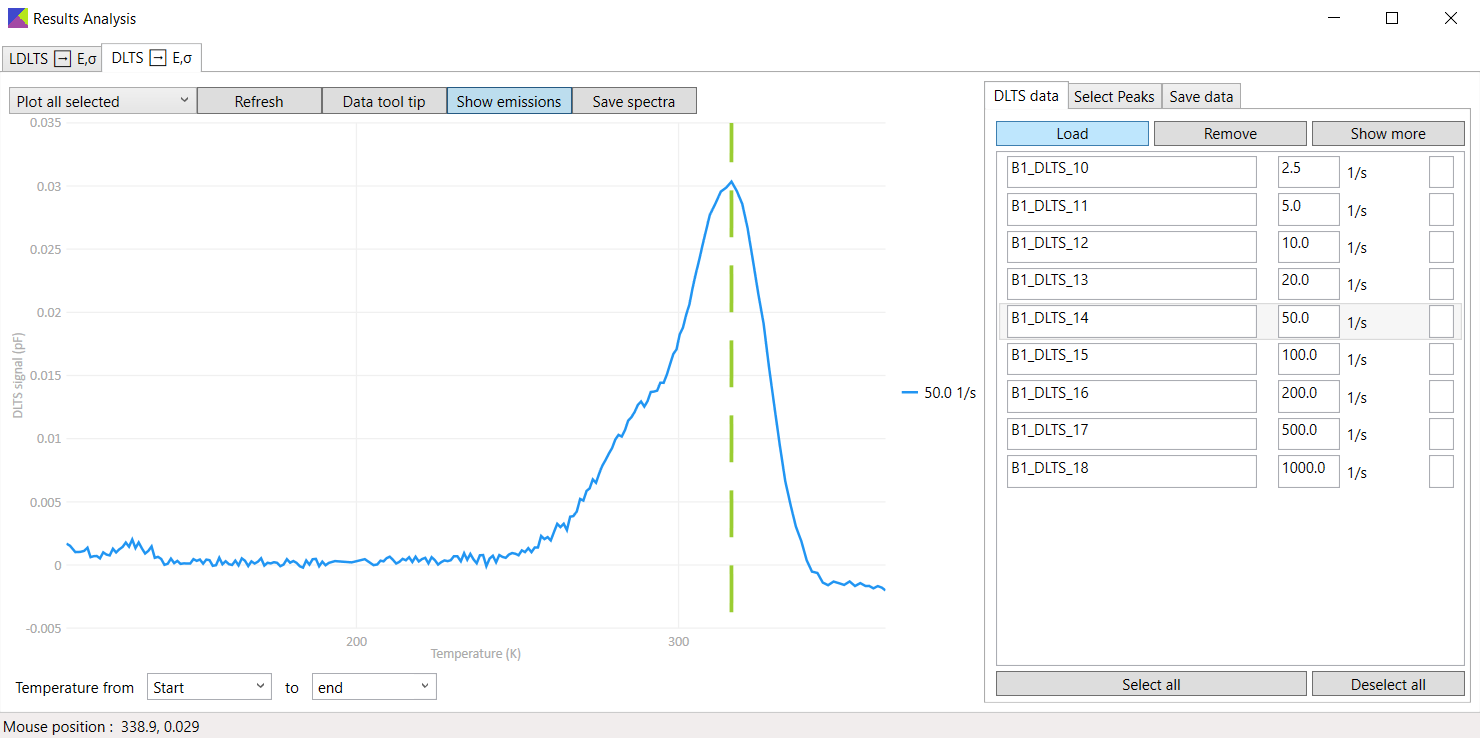 Results Analysis
LDLTS → E,σ DLTS → E,σ
Plot all selected Refresh Data tool tip Show emissions Save spectra
0.035
0.03
0.025
0.02
0.015
0.01
0.005
0
-0.005
DLTS signal (pF)
200 300
Temperature (K)
50.0 1/s
Temperature from Start to end
DLTS data Select Peaks Save data
Load Remove Show more
B1_DLTS_10 2.5 1/s
B1_DLTS_11 5.0 1/s
B1_DLTS_12 10.0 1/s
B1_DLTS_13 20.0 1/s
B1_DLTS_14 50.0 1/s
B1_DLTS_15 100.0 1/s
B1_DLTS_16 200.0 1/s
B1_DLTS_17 500.0 1/s
B1_DLTS_18 1000.0 1/s
Select all Deselect all
Mouse position : 338.9, 0.029